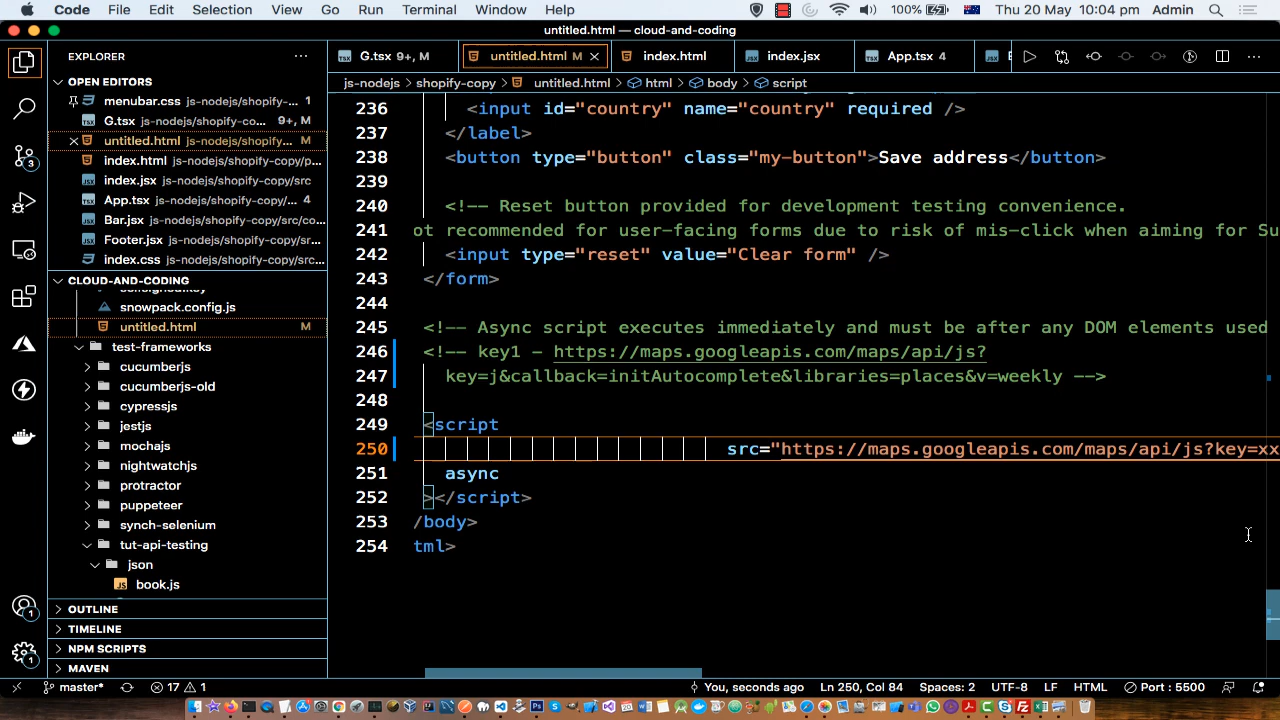 Code File Edit Selection View Go Run Terminal Window Help 100% Thu 20 May 10:04 pm Admin
untitled.html — cloud-and-coding
EXPLORER
G.tsx 9+, M untitled.html M index.html index.jsx App.tsx 4
js-nodejs > shopify-copy > untitled.html > html > body > script
OPEN EDITORS
menubar.css js-nodejs/shopify-... 1
G.tsx js-nodejs/shopify-co... 9+, M
untitled.html js-nodejs/shopify... M
index.html js-nodejs/shopify-copy/p...
index.jsx js-nodejs/shopify-copy/src
App.tsx js-nodejs/shopify-copy/... 4
Bar.jsx js-nodejs/shopify-copy/src/co...
Footer.jsx js-nodejs/shopify-copy/sr...
index.css js-nodejs/shopify-copy/src...
CLOUD-AND-CODING
snowpack.config.js
untitled.html M
test-frameworks
cucumberjs
cucumberjs-old
cypressjs
jestjs
mochajs
nightwatchjs
protractor
puppeteer
synch-selenium
tut-api-testing
json
book.js
OUTLINE
TIMELINE
NPM SCRIPTS
MAVEN
236 <input id="country" name="country" required />
237 </label>
238 <button type="button" class="my-button">Save address</button>
239
240 <!-- Reset button provided for development testing convenience.
241 ot recommended for user-facing forms due to risk of mis-click when aiming for Su
242 <input type="reset" value="Clear form" />
243 </form>
244
245 <!-- Async script executes immediately and must be after any DOM elements used
246 <!-- key1 - https://maps.googleapis.com/maps/api/js?
247 key=j&callback=initAutocomplete&libraries=places&v=weekly -->
248
249 <script
250 src="https://maps.googleapis.com/maps/api/js?key=xx
251 async
252 ></script>
253 /body>
254 tml>
3
1
1
master* 17 1 You, seconds ago Ln 250, Col 84 Spaces: 2 UTF-8 LF HTML Port : 5500